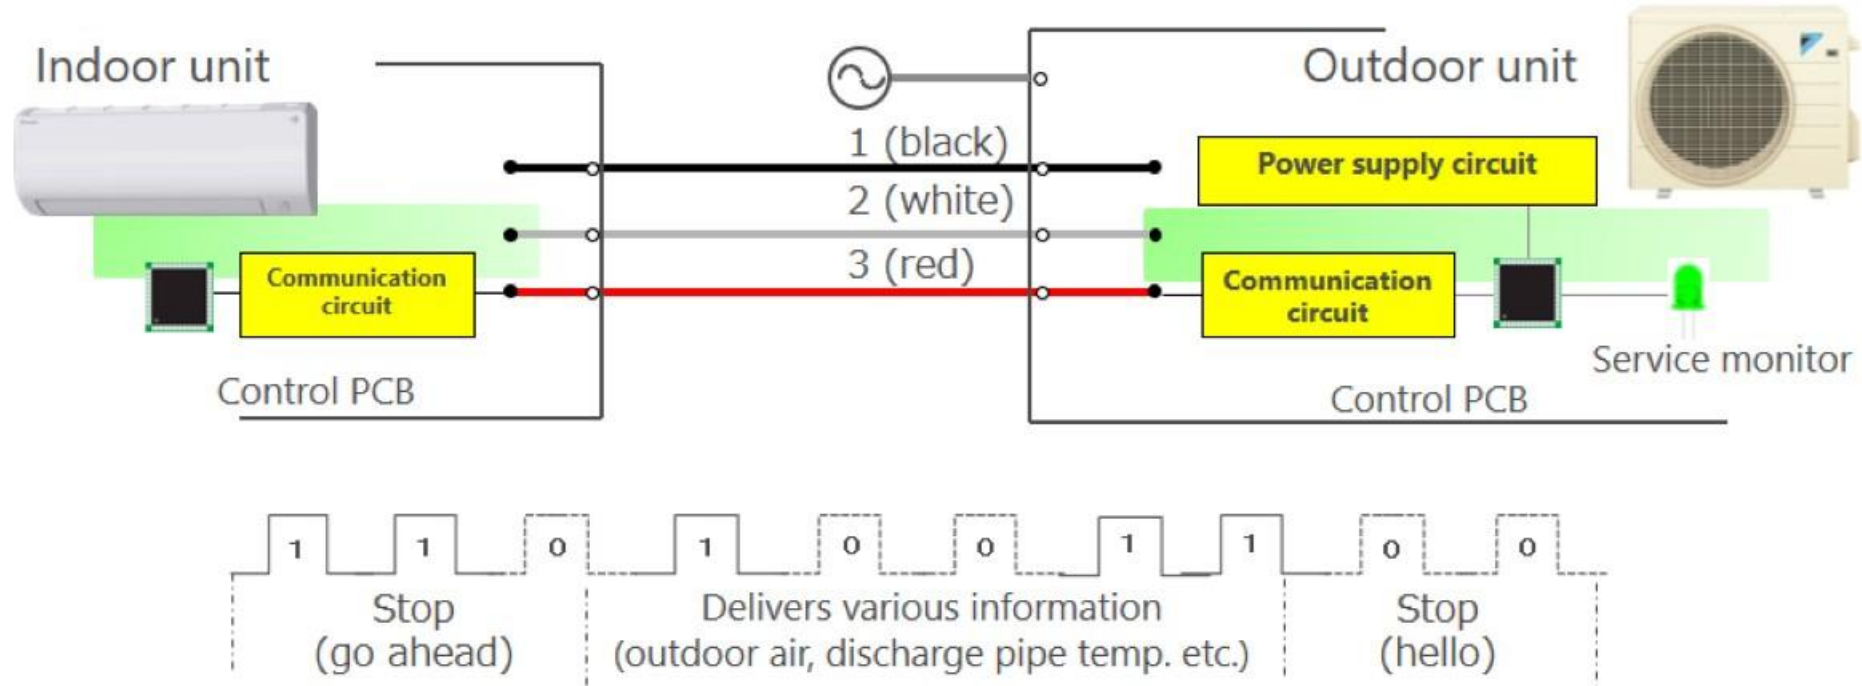 Indoor unit
Outdoor unit
1 (black)
Power supply circuit
2 (white)
3 (red)
Communication
circuit
Communication
circuit
Service monitor
Control PCB
Control PCB
1 1 0 1 0 0 1 1 0 0
Stop
(go ahead)
Delivers various information
(outdoor air, discharge pipe temp. etc.)
Stop
(hello)